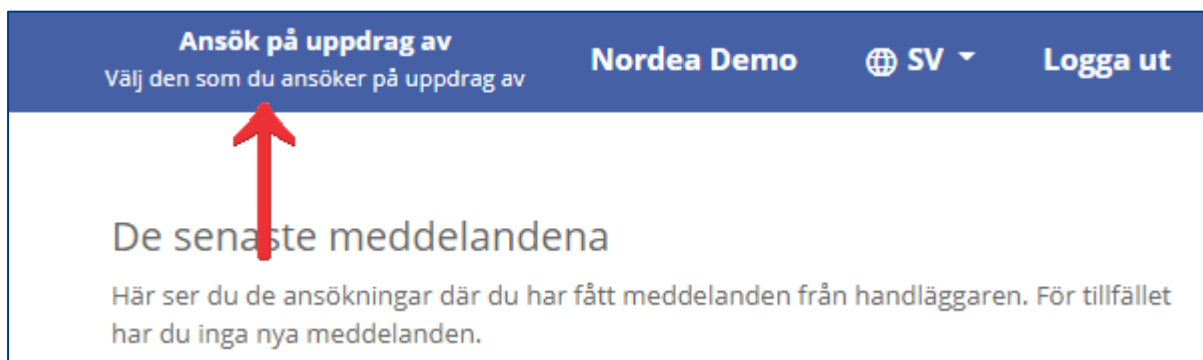 Ansök på uppdrag av
Välj den som du ansöker på uppdrag av
Nordea Demo
SV
Logga ut
De senaste meddelandena
Här ser du de ansökningar där du har fått meddelanden från handläggaren. För tillfället
har du inga nya meddelanden.